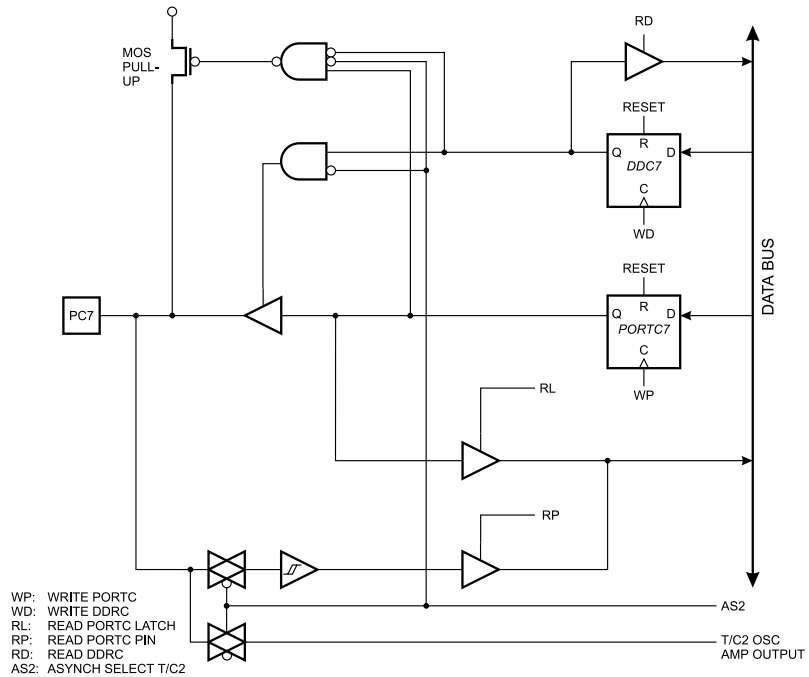 RD
MOS
PULL-
UP
RESET
R
Q
D
DDC7
C
WD
RESET
R
Q
D
PC7
PORTC7
C
WP
DATA BUS
RL
RP
WP: WRITE PORTC
WD: WRITE DDRC
RL: READ PORTC LATCH
RP: READ PORTC PIN
RD: READ DDRC
AS2: ASYNCH SELECT T/C2
AS2
T/C2 OSC
AMP OUTPUT